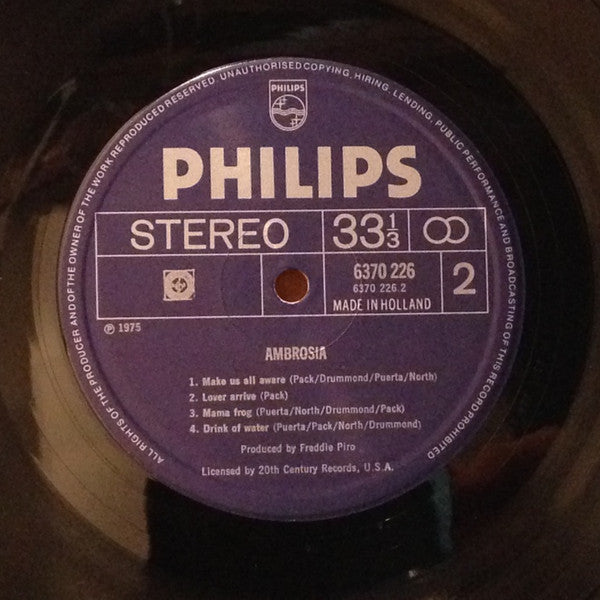 ALL RIGHTS OF THE PRODUCER AND OF THE OWNER OF THE WORK REPRODUCED RESERVED. UNAUTHORISED COPYING, HIRING, LENDING, PUBLIC PERFORMANCE AND BROADCASTING OF THIS RECORD PROHIBITED
PHILIPS
PHILIPS
STEREO 33 1/3
6370 226
6370 226.2
MADE IN HOLLAND
2
℗ 1975
AMBROSIA
1. Make us all aware (Pack/Drummond/Puerta/North)
2. Lover arrive (Pack)
3. Mama frog (Puerta/North/Drummond/Pack)
4. Drink of water (Puerta/Pack/North/Drummond)
Produced by Freddie Piro
Licensed by 20th Century Records, U.S.A.